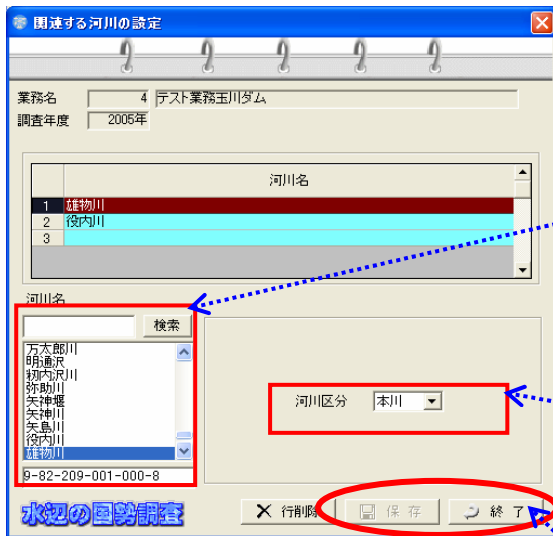 関連する河川の設定
業務名 4 テスト業務玉川ダム
調査年度 2005年
河川名
1 雄物川
2 役内川
3
河川名
検索
万太郎川
明通沢
籾内沢川
弥助川
矢神堰
矢神川
矢島川
役内川
雄物川
河川区分 本川
9-82-209-001-000-8
水辺の国勢調査
行削除 保存 終了